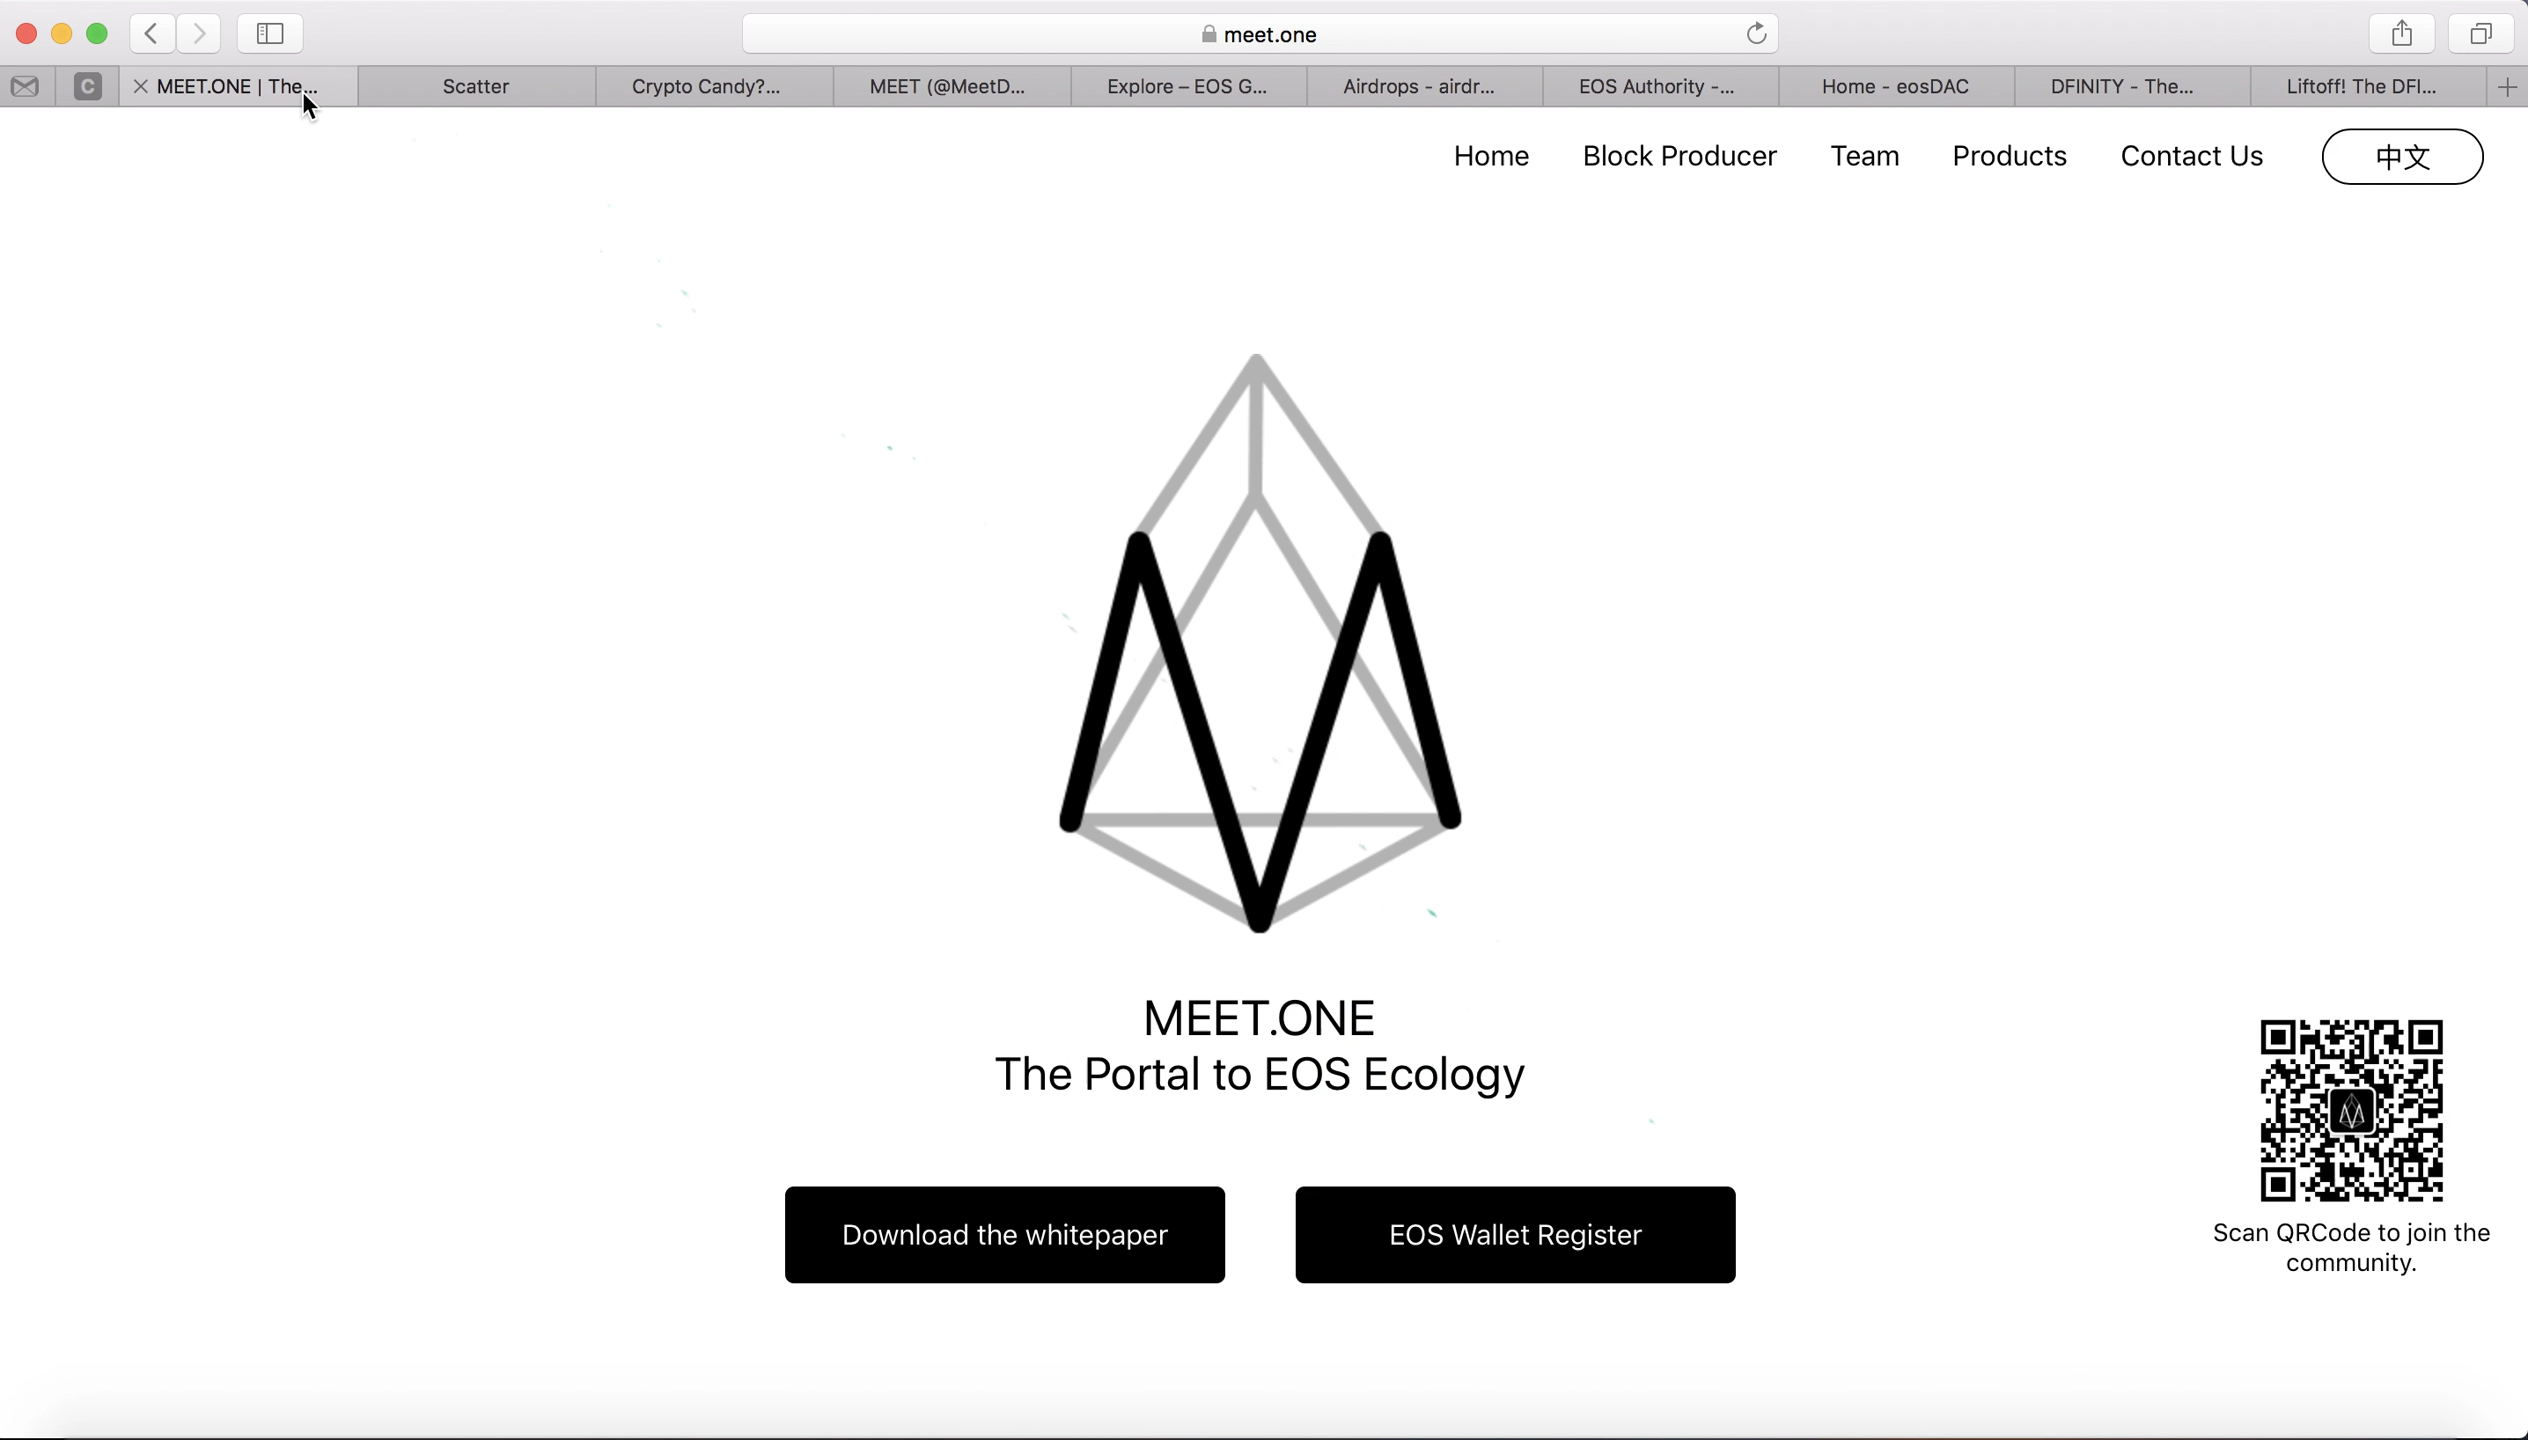 meet.one
C
MEET.ONE | The...
Scatter
Crypto Candy?...
MEET (@MeetD...
Explore – EOS G...
Airdrops - airdr...
EOS Authority -...
Home - eosDAC
DFINITY - The...
Liftoff! The DFI...
Home
Block Producer
Team
Products
Contact Us
中文
MEET.ONE
The Portal to EOS Ecology
Download the whitepaper
EOS Wallet Register
Scan QRCode to join the
community.